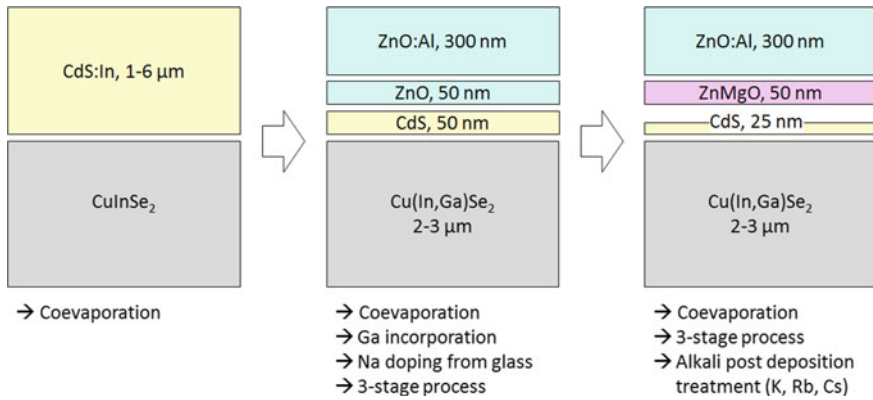 CdS:In, 1-6 µm
CuInSe₂
→ Coevaporation
ZnO:Al, 300 nm
ZnO, 50 nm
CdS, 50 nm
Cu(In,Ga)Se₂
2-3 µm
→ Coevaporation
→ Ga incorporation
→ Na doping from glass
→ 3-stage process
ZnO:Al, 300 nm
ZnMgO, 50 nm
CdS, 25 nm
Cu(In,Ga)Se₂
2-3 µm
→ Coevaporation
→ 3-stage process
→ Alkali post deposition
treatment (K, Rb, Cs)